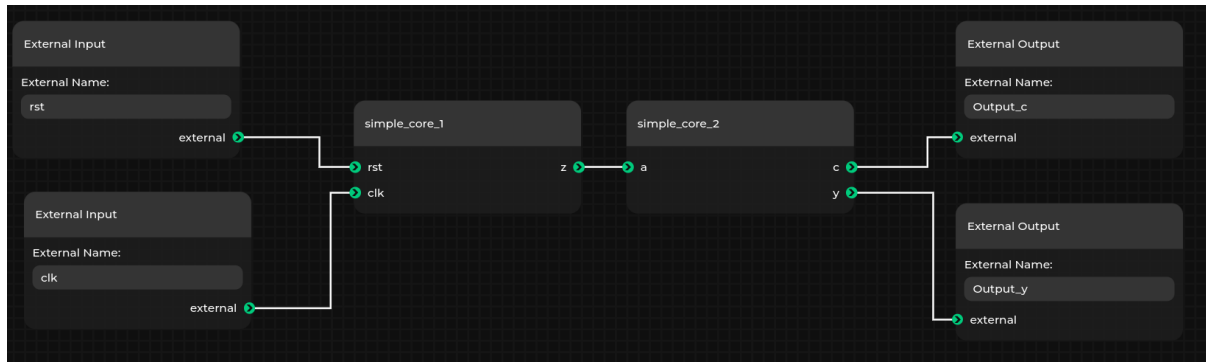 External Input
External Name:
rst
external
External Input
External Name:
clk
external
simple_core_1
rst
z
clk
simple_core_2
a
c
y
External Output
External Name:
Output_c
external
External Output
External Name:
Output_y
external